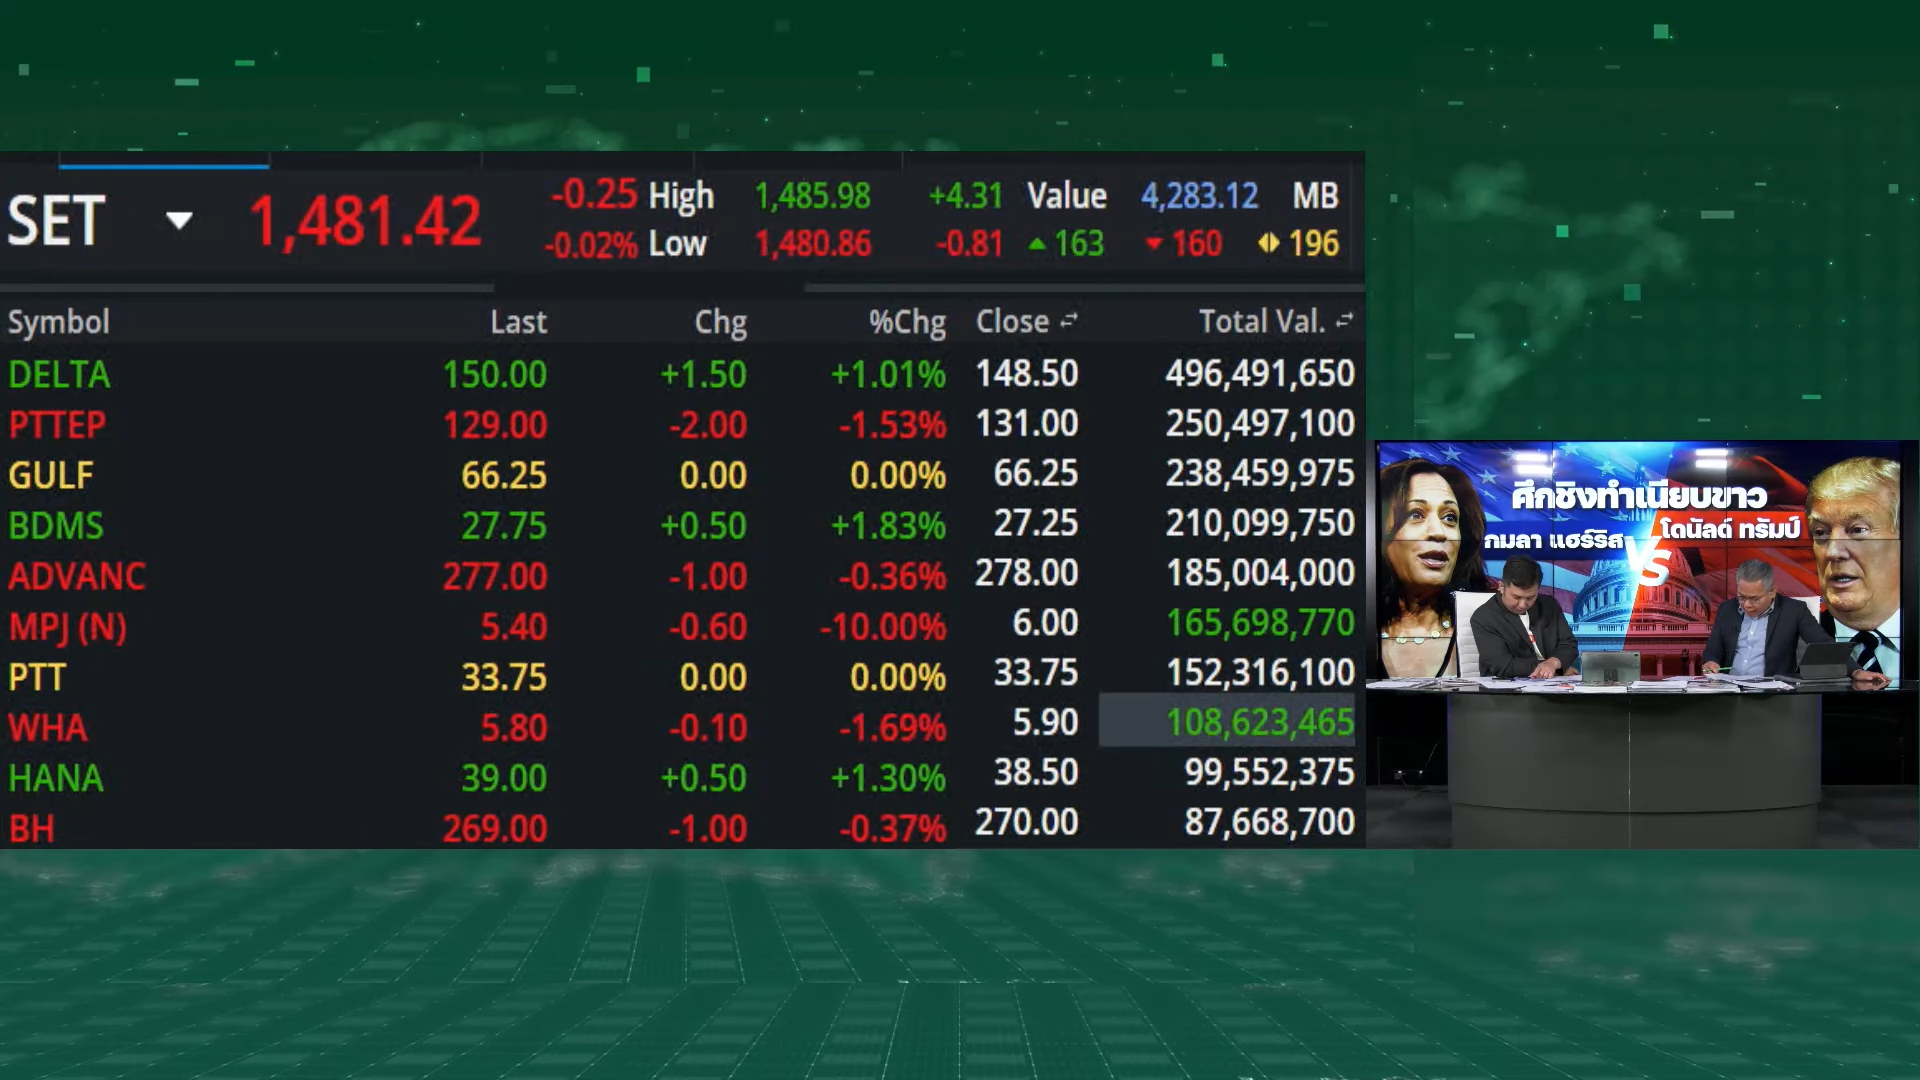 SET 1,481.42 -0.25 High 1,485.98 +4.31 Value 4,283.12 MB
-0.02% Low 1,480.86 -0.81 163 160 196
Symbol Last Chg %Chg Close Total Val.
DELTA 150.00 +1.50 +1.01% 148.50 496,491,650
PTTEP 129.00 -2.00 -1.53% 131.00 250,497,100
GULF 66.25 0.00 0.00% 66.25 238,459,975
BDMS 27.75 +0.50 +1.83% 27.25 210,099,750
ADVANC 277.00 -1.00 -0.36% 278.00 185,004,000
MPJ (N) 5.40 -0.60 -10.00% 6.00 165,698,770
PTT 33.75 0.00 0.00% 33.75 152,316,100
WHA 5.80 -0.10 -1.69% 5.90 108,623,465
HANA 39.00 +0.50 +1.30% 38.50 99,552,375
BH 269.00 -1.00 -0.37% 270.00 87,668,700
ศึกชิงทำเนียบขาว
กมลา แฮร์ริส VS โดนัลด์ ทรัมป์